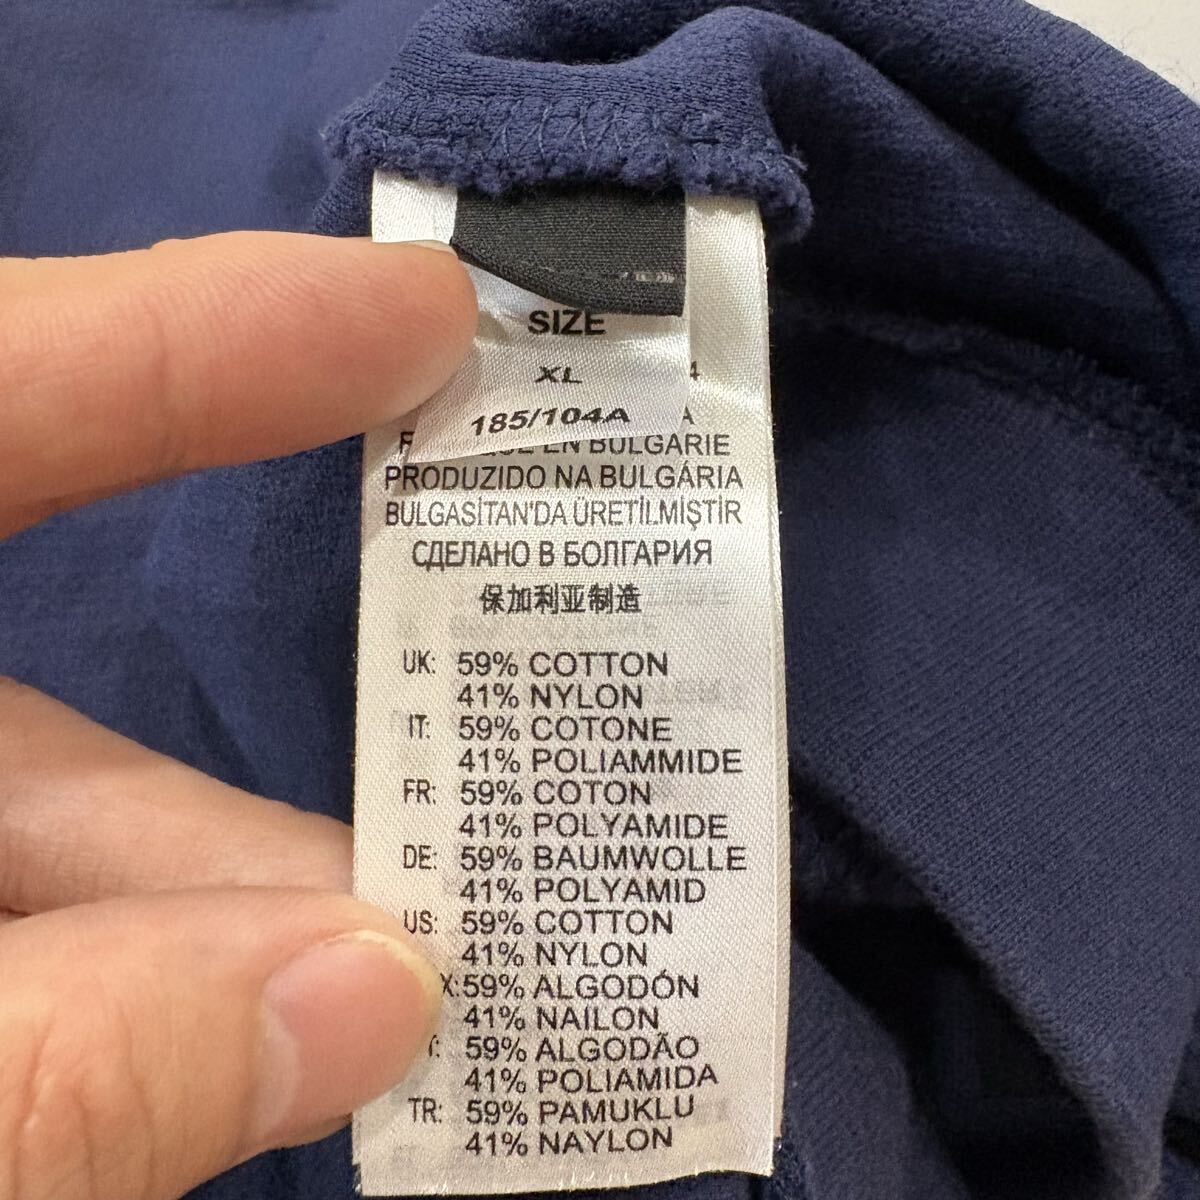 SIZE
XL
185/104A
4
A
EN BULGARIE
PRODUZIDO NA BULGÁRIA
BULGASİTAN'DA ÜRETİLMİŞTİR
СДЕЛАНО В БОЛГАРИЯ
保加利亚制造
UK: 59% COTTON
41% NYLON
IT: 59% COTONE
41% POLIAMMIDE
FR: 59% COTON
41% POLYAMIDE
DE: 59% BAUMWOLLE
41% POLYAMID
US: 59% COTTON
41% NYLON
X:59% ALGODÓN
41% NAILON
59% ALGODÃO
41% POLIAMIDA
TR: 59% PAMUKLU
41% NAYLON